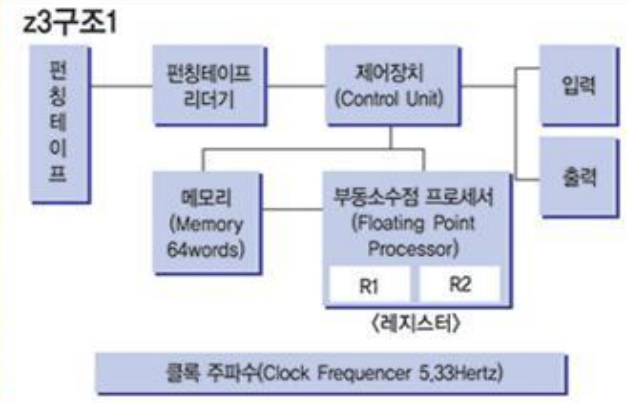 z3구조1
펀칭테이프
펀칭테이프
리더기
제어장치
(Control Unit)
입력
출력
메모리
(Memory
64words)
부동소수점 프로세서
(Floating Point
Processor)
R1
R2
〈레지스터〉
클록 주파수(Clock Frequencer 5,33Hertz)